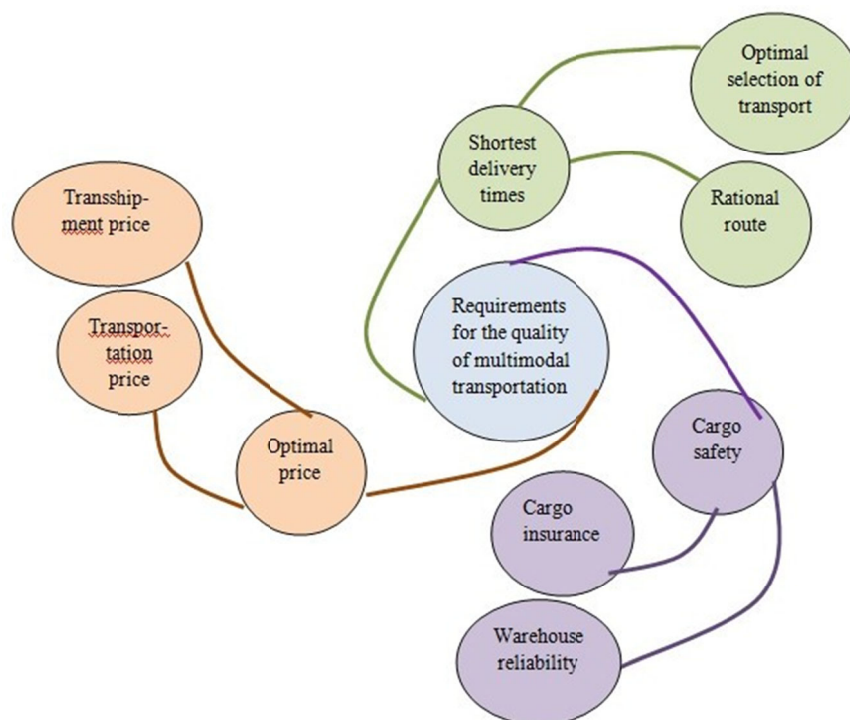 Optimal
selection of
transport
Shortest
delivery
times
Rational
route
Transship-
ment price
Transpor-
tation
price
Requirements
for the quality
of multimodal
transportation
Optimal
price
Cargo
safety
Cargo
insurance
Warehouse
reliability